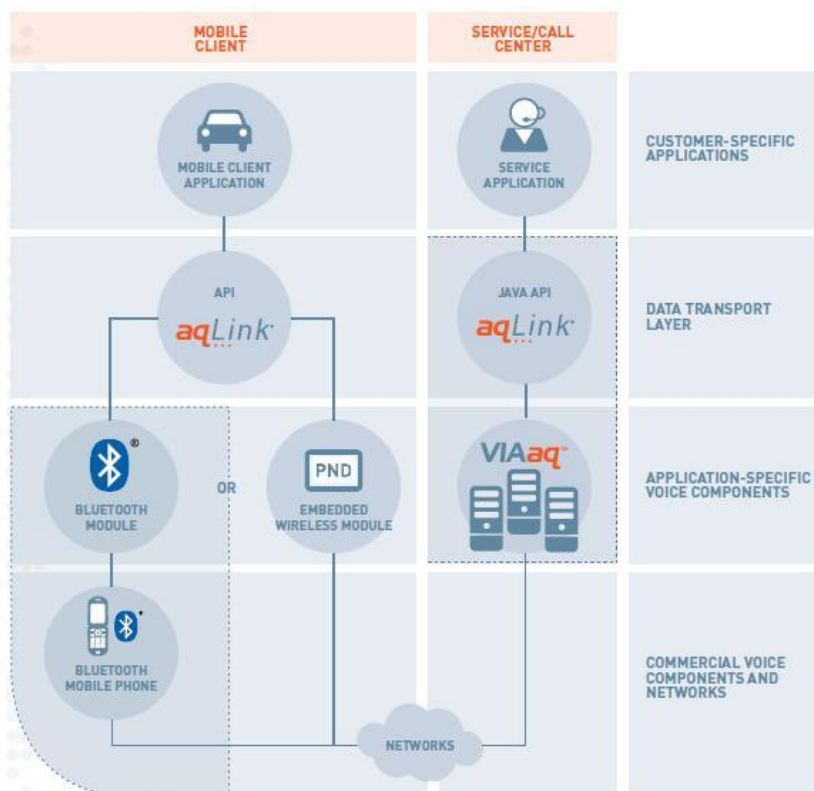 MOBILE
CLIENT
SERVICE/CALL
CENTER
MOBILE CLIENT
APPLICATION
SERVICE
APPLICATION
CUSTOMER-SPECIFIC
APPLICATIONS
API
aqLink
JAVA API
aqLink
DATA TRANSPORT
LAYER
BLUETOOTH
MODULE
OR
PND
EMBEDDED
WIRELESS MODULE
VIAaq™
APPLICATION-SPECIFIC
VOICE COMPONENTS
BLUETOOTH
MOBILE PHONE
COMMERCIAL VOICE
COMPONENTS AND
NETWORKS
NETWORKS